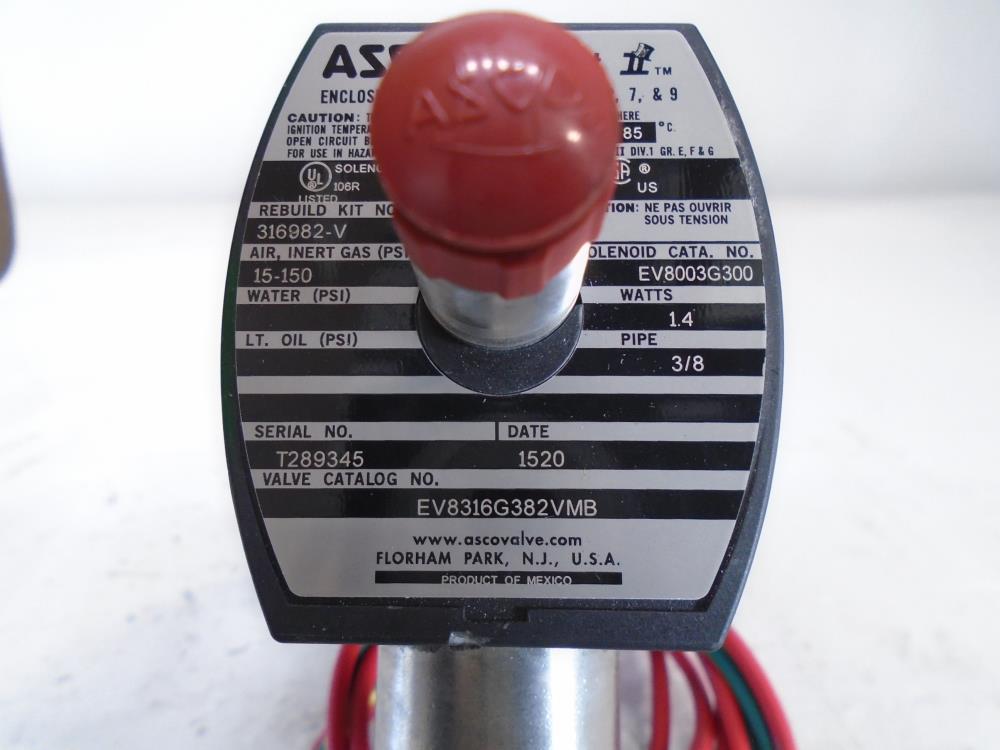 ASCO
II™
ENCLOS , 7, & 9
CAUTION: HERE
IGNITION TEMPERA 85 °C.
OPEN CIRCUIT B
FOR USE IN HAZA DIV.1 GR. E, F & G
UL
LISTED
SOLENO
106R
® US
REBUILD KIT NO
316982-V
TION: NE PAS OUVRIR
SOUS TENSION
AIR, INERT GAS (PSI
15-150
OLENOID CATA. NO.
EV8003G300
WATER (PSI)
WATTS
1.4
LT. OIL (PSI)
PIPE
3/8
SERIAL NO. DATE
T289345 1520
VALVE CATALOG NO.
EV8316G382VMB
www.ascovalve.com
FLORHAM PARK, N.J., U.S.A.
PRODUCT OF MEXICO